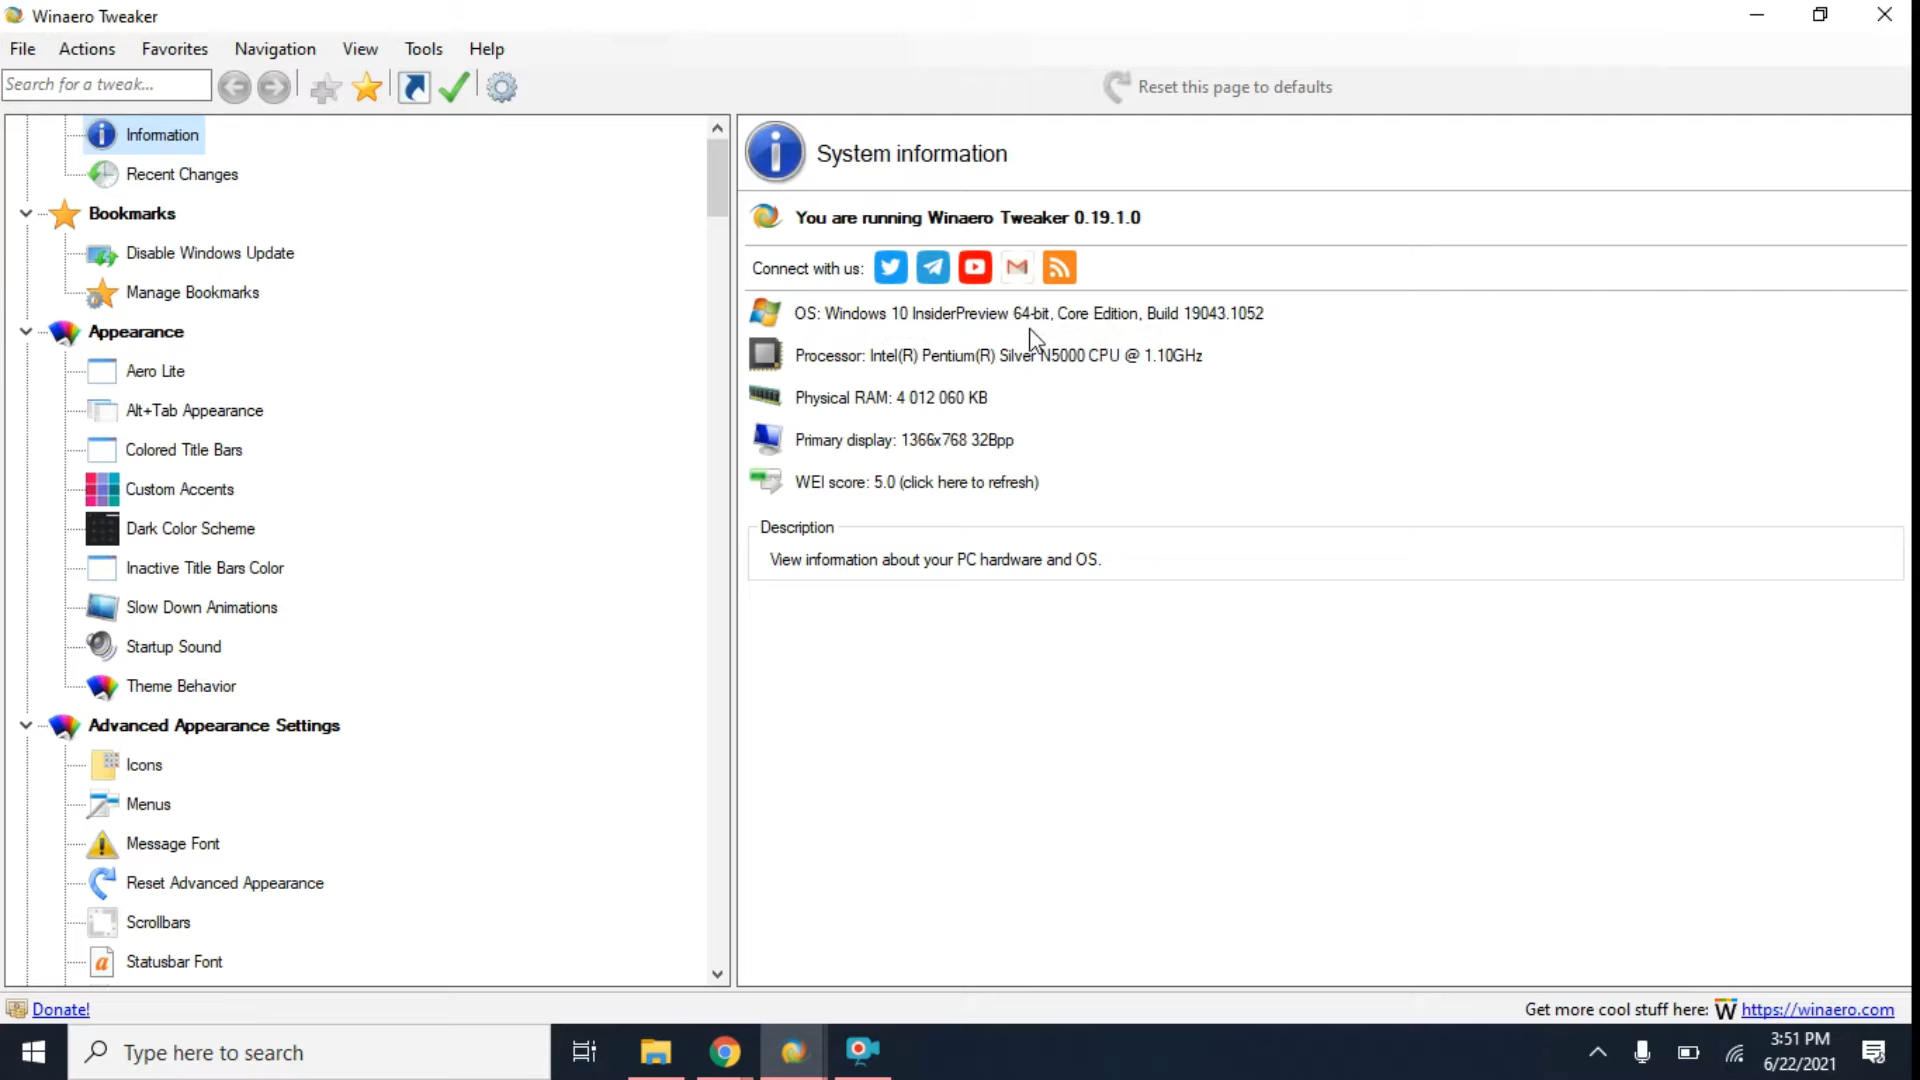 Winaero Tweaker
File Actions Favorites Navigation View Tools Help
Search for a tweak...
Reset this page to defaults
Information
Recent Changes
Bookmarks
Disable Windows Update
Manage Bookmarks
Appearance
Aero Lite
Alt+Tab Appearance
Colored Title Bars
Custom Accents
Dark Color Scheme
Inactive Title Bars Color
Slow Down Animations
Startup Sound
Theme Behavior
Advanced Appearance Settings
Icons
Menus
Message Font
Reset Advanced Appearance
Scrollbars
Statusbar Font
System information
You are running Winaero Tweaker 0.19.1.0
Connect with us:
OS: Windows 10 InsiderPreview 64-bit, Core Edition, Build 19043.1052
Processor: Intel(R) Pentium(R) Silver N5000 CPU @ 1.10GHz
Physical RAM: 4 012 060 KB
Primary display: 1366x768 32Bpp
WEI score: 5.0 (click here to refresh)
Description
View information about your PC hardware and OS.
Donate!
Get more cool stuff here: W https://winaero.com
Type here to search
3:51 PM
6/22/2021